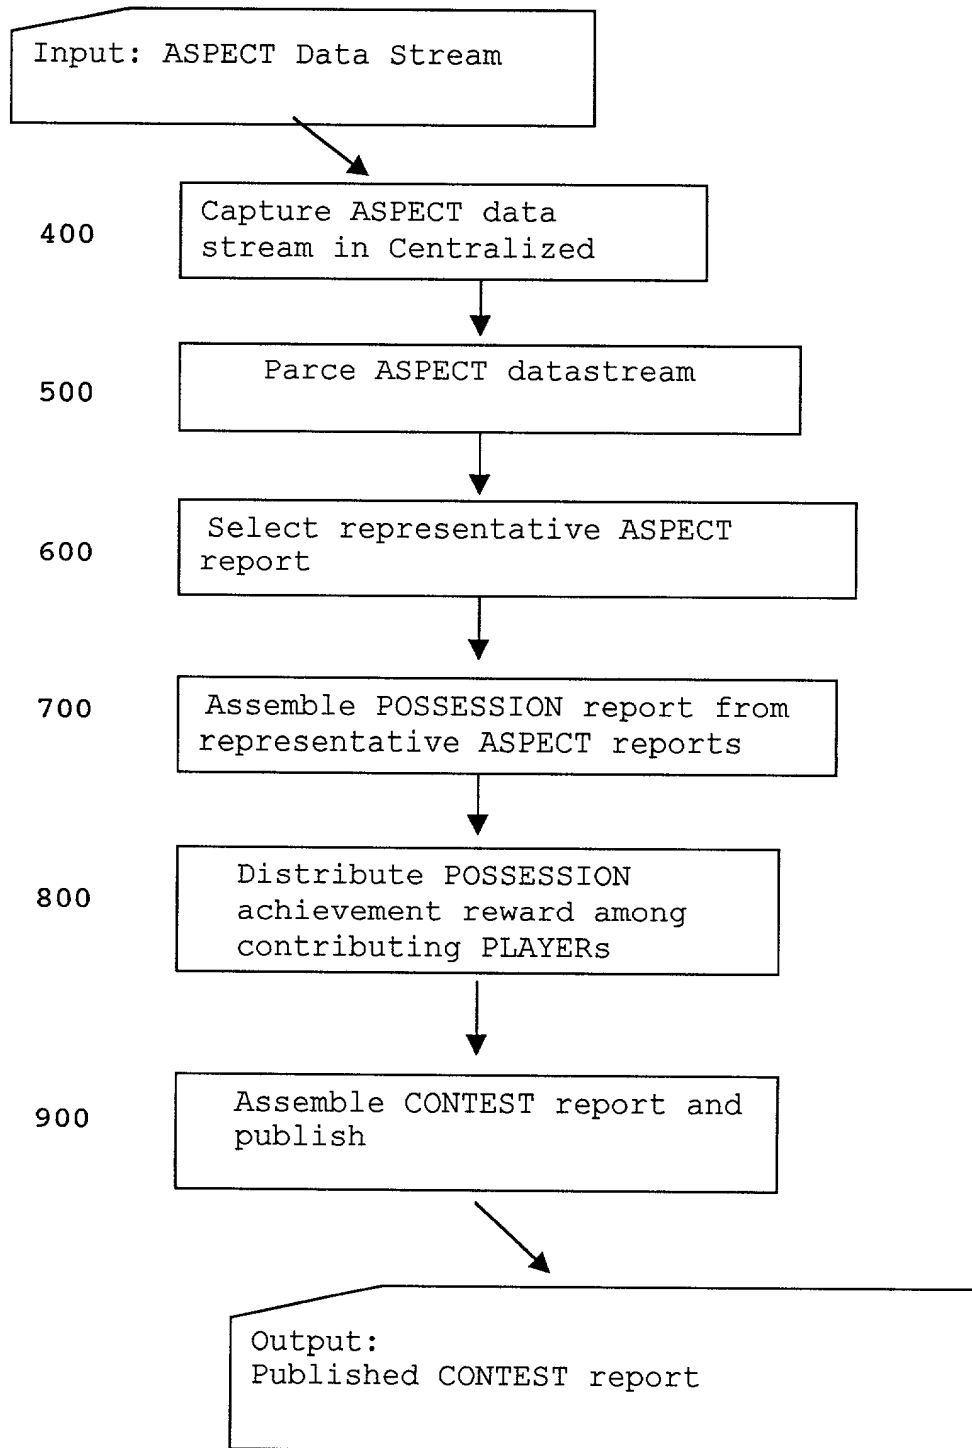 Input: ASPECT Data Stream
400
Capture ASPECT data
stream in Centralized
500
Parce ASPECT datastream
600
Select representative ASPECT
report
700
Assemble POSSESSION report from
representative ASPECT reports
800
Distribute POSSESSION
achievement reward among
contributing PLAYERs
900
Assemble CONTEST report and
publish
Output:
Published CONTEST report